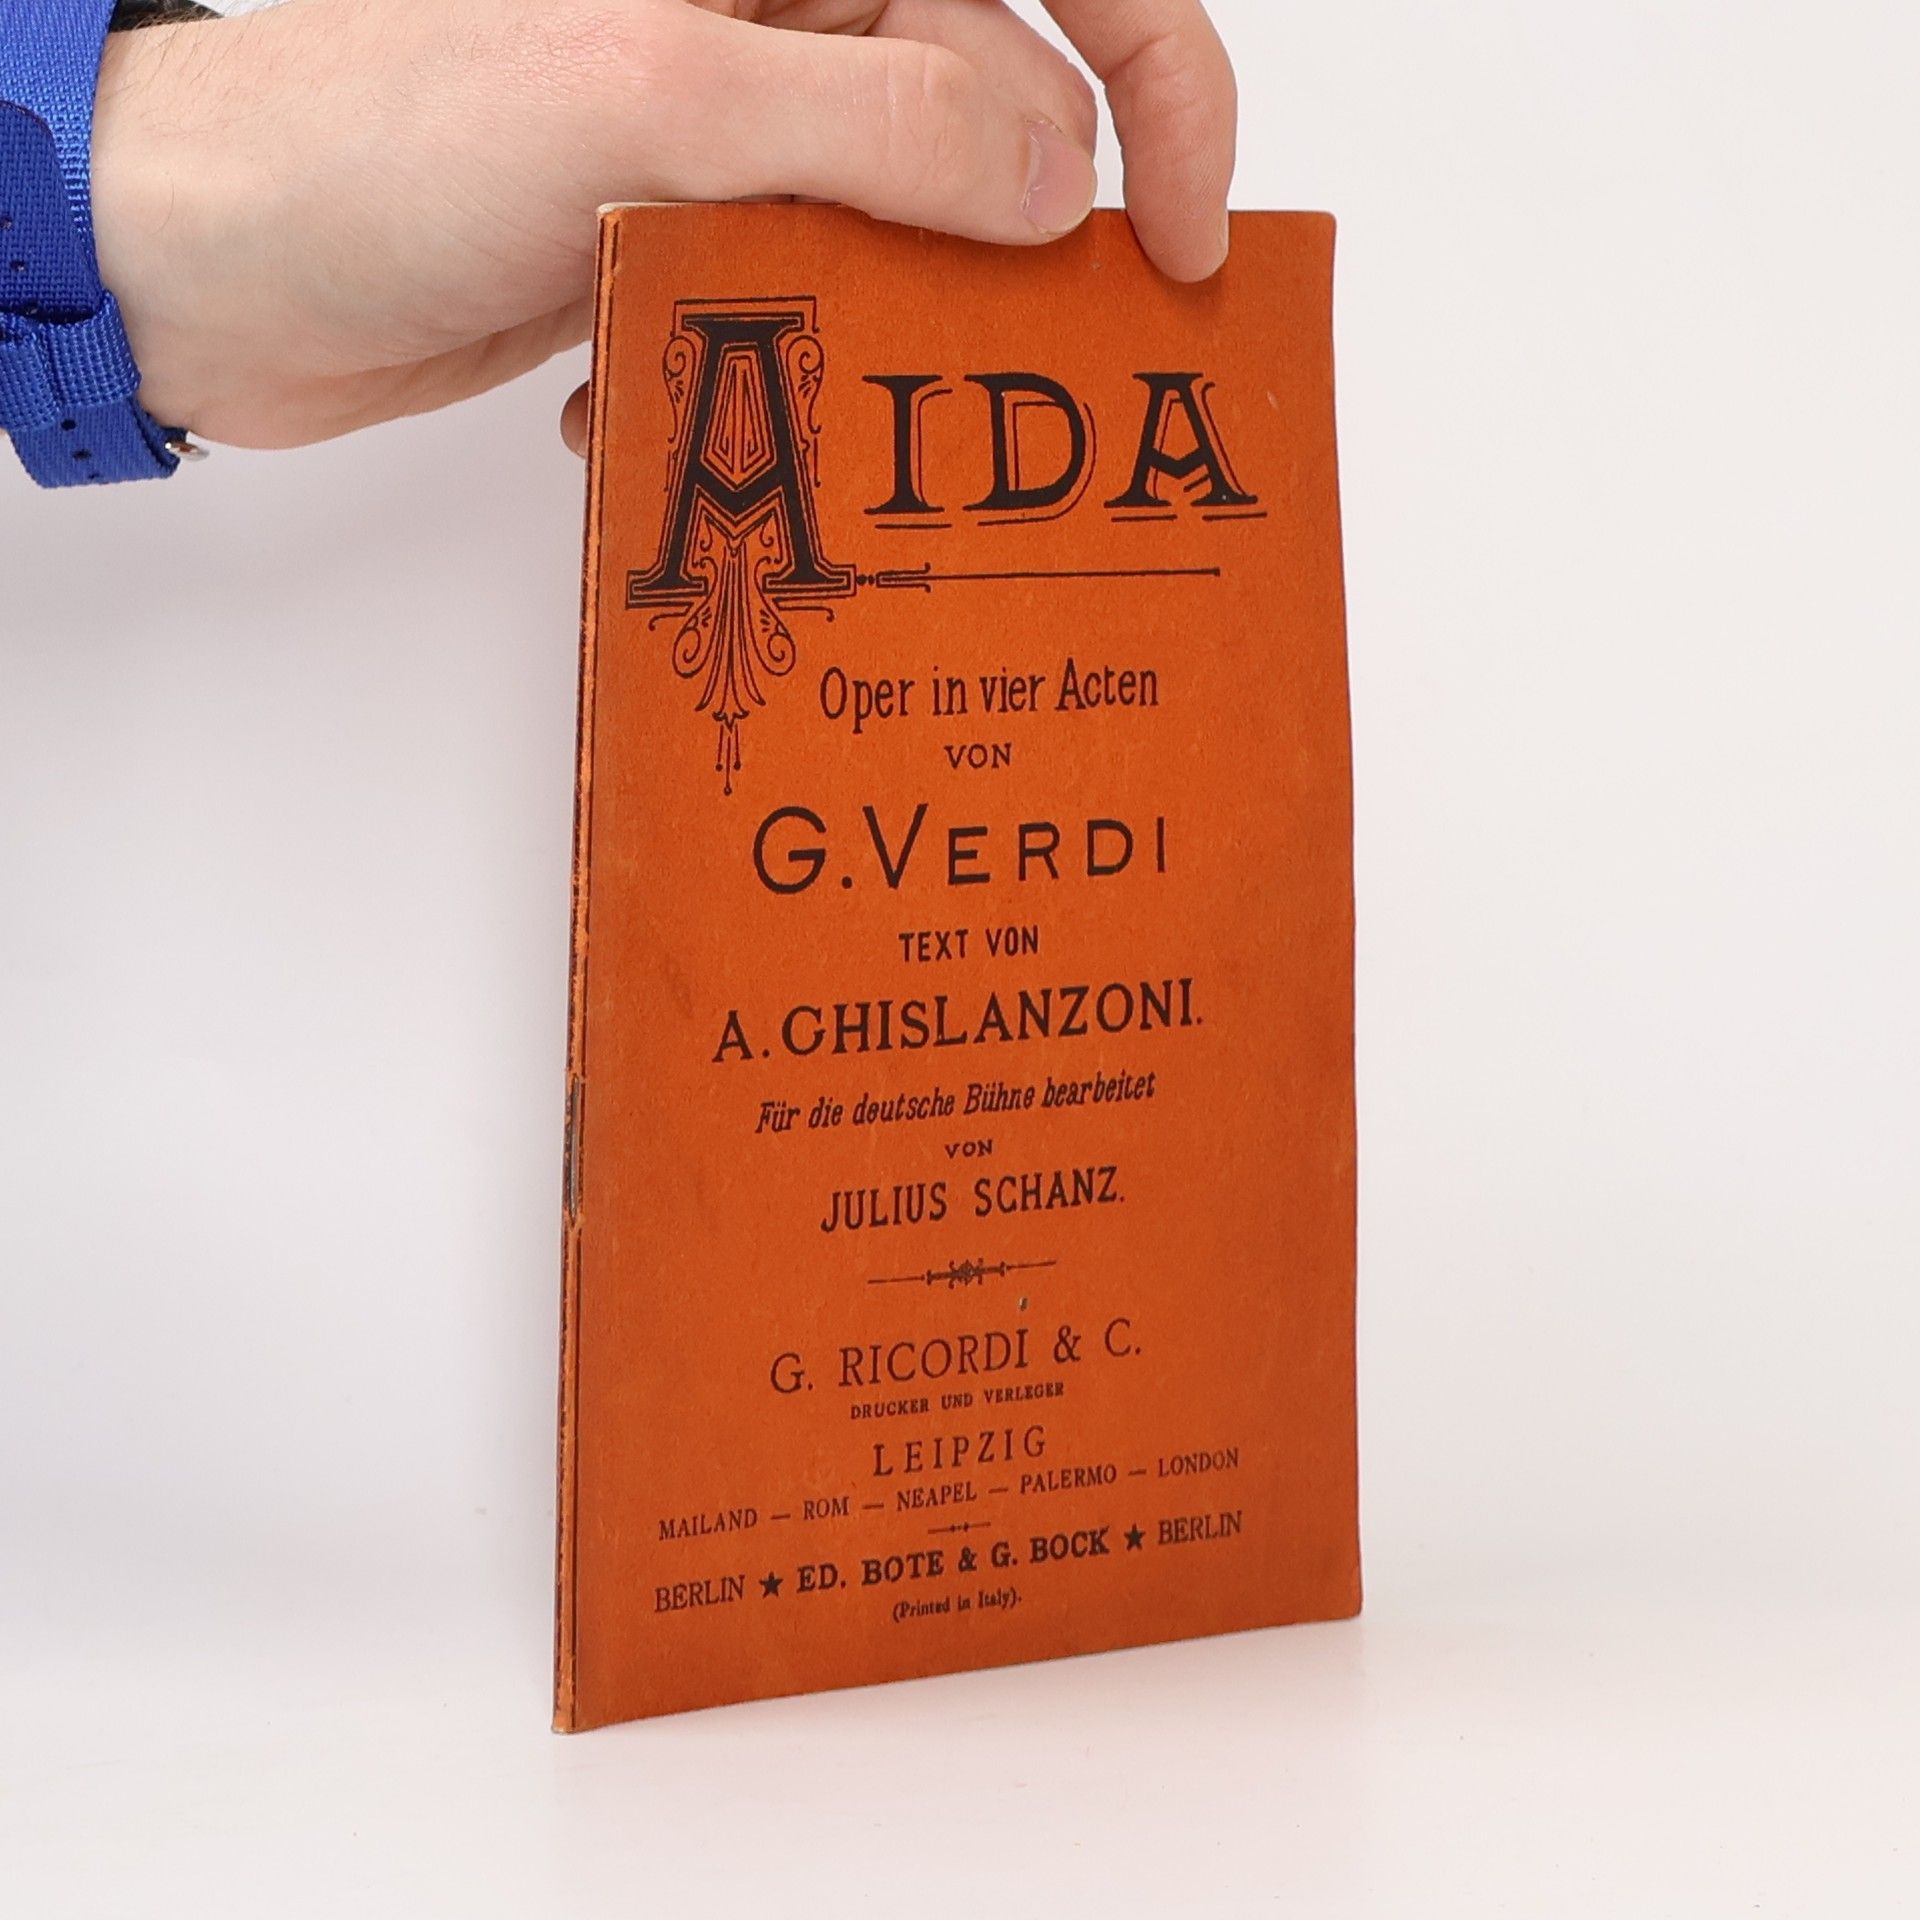 AIDA
Oper in vier Acten
VON
G. VERDI
TEXT VON
A. GHISLANZONI.
Für die deutsche Bühne bearbeitet
VON
JULIUS SCHANZ.
G. RICORDI & C.
DRUCKER UND VERLEGER
LEIPZIG
MAILAND — ROM — NEAPEL — PALERMO — LONDON
BERLIN ★ ED. BOTE & G. BOCK ★ BERLIN
(Printed in Italy).